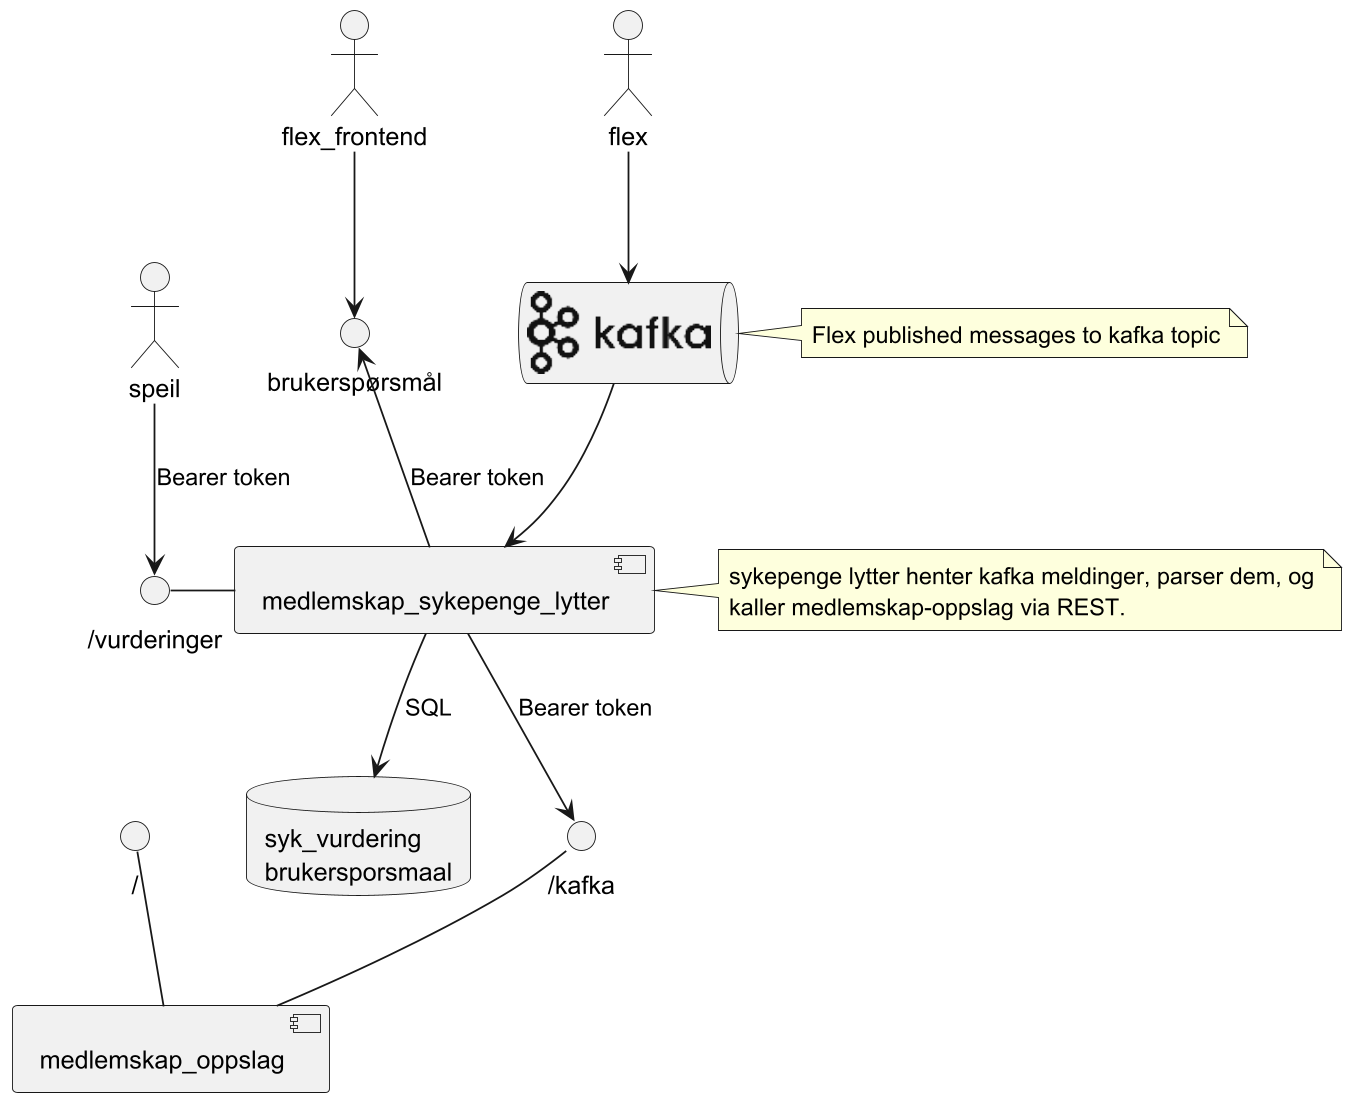 flex_frontend
flex
speil
kafka
Flex published messages to kafka topic
brukerspørsmål
Bearer token
Bearer token
medlemskap_sykepenge_lytter
sykepenge lytter henter kafka meldinger, parser dem, og
kaller medlemskap-oppslag via REST.
/vurderinger
SQL
Bearer token
syk_vurdering
brukersporsmaal
/
/kafka
medlemskap_oppslag